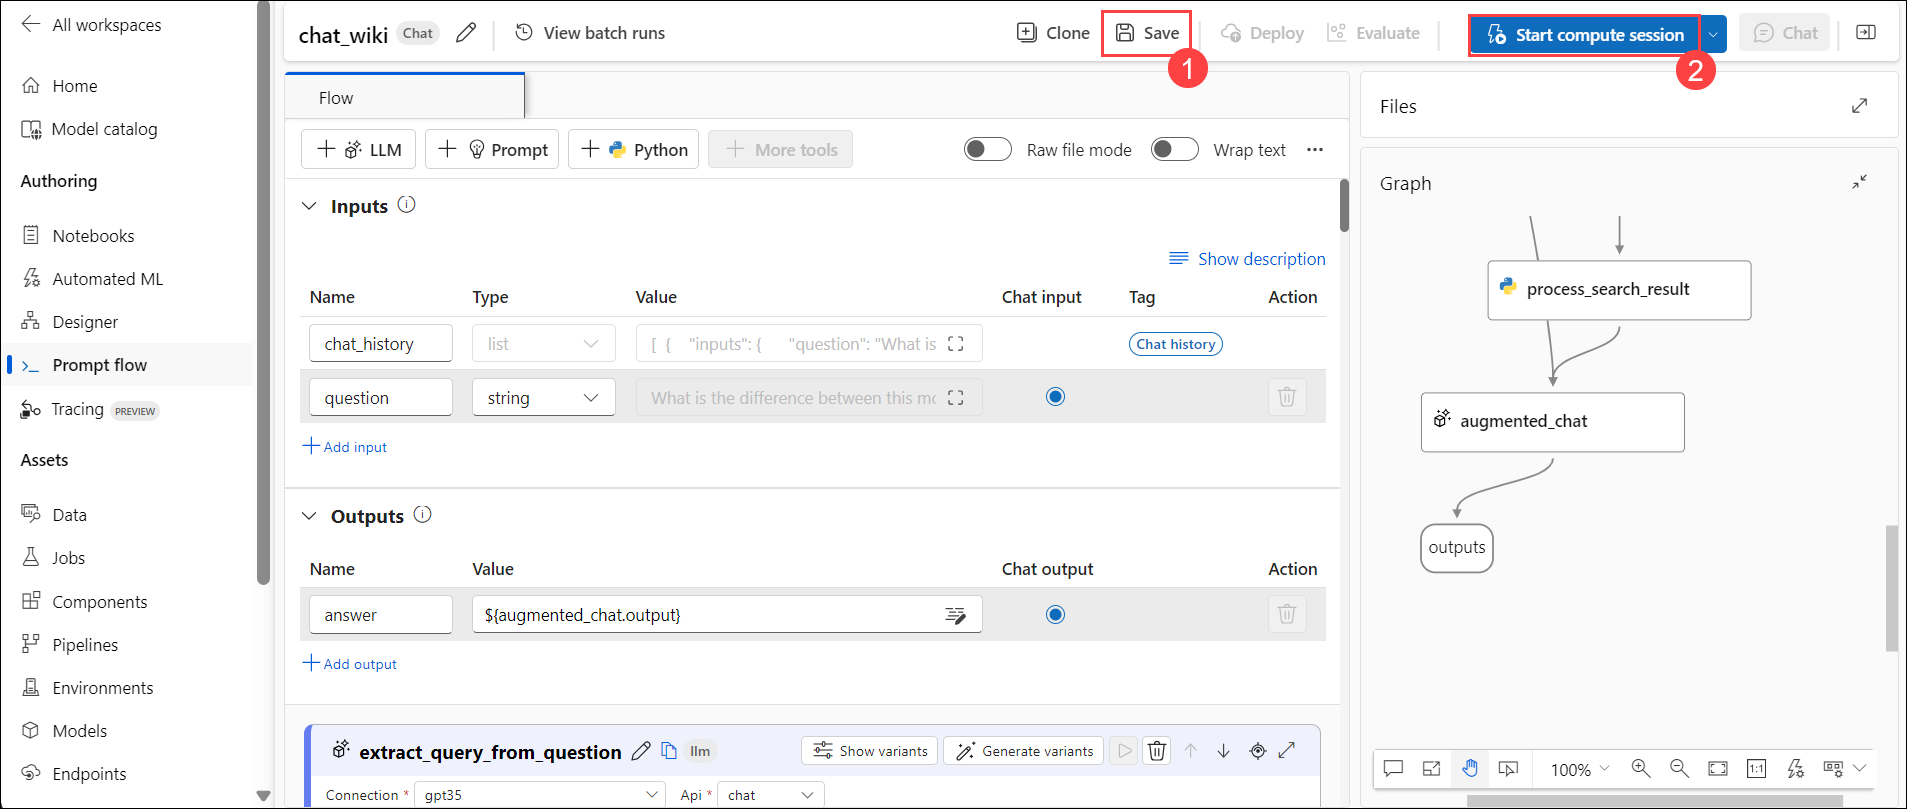 All workspaces
Home
Model catalog
Authoring
Notebooks
Automated ML
Designer
Prompt flow
Tracing PREVIEW
Assets
Data
Jobs
Components
Pipelines
Environments
Models
Endpoints
chat_wiki Chat View batch runs Clone Save Deploy Evaluate Start compute session Chat
1 2
Flow
LLM Prompt Python More tools Raw file mode Wrap text
Inputs
Show description
Name Type Value Chat input Tag Action
chat_history list [ { "inputs": { "question": "What is Chat history
question string What is the difference between this mo
Add input
Outputs
Name Value Chat output Action
answer ${augmented_chat.output}
Add output
extract_query_from_question llm Show variants Generate variants
Connection * gpt35 Api * chat
Files
Graph
process_search_result
augmented_chat
outputs
100% 1:1